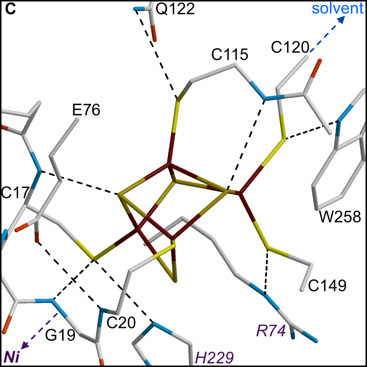 C
Q122
solvent
C115
C120
E76
C17
W258
C149
G19
C20
R74
Ni
H229